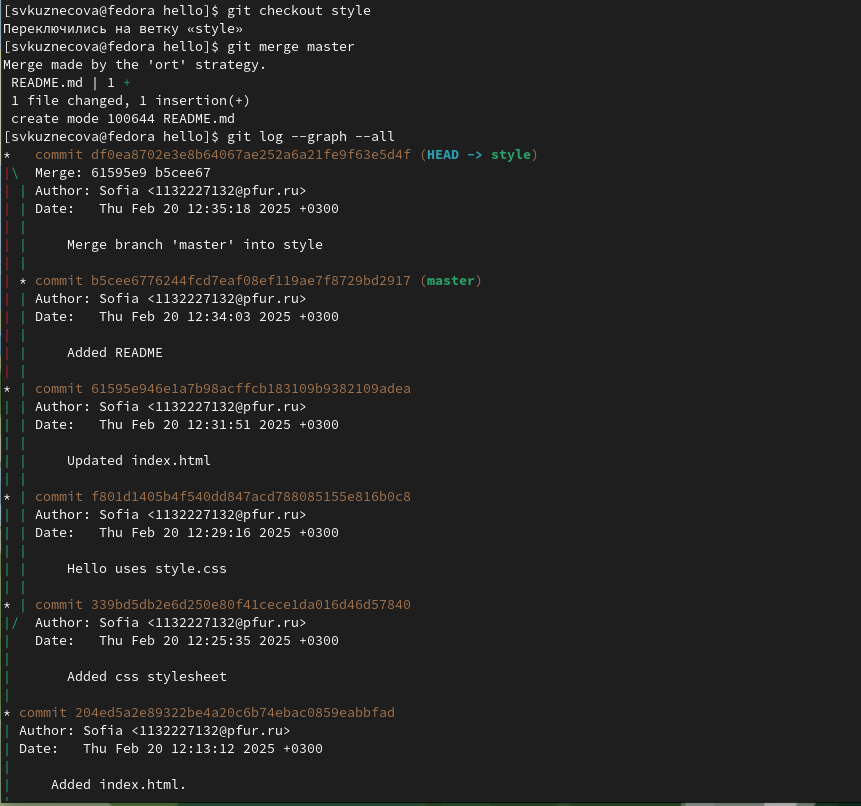 [svkuznecova@fedora hello]$ git checkout style
Переключились на ветку «style»
[svkuznecova@fedora hello]$ git merge master
Merge made by the 'ort' strategy.
 README.md | 1 +
 1 file changed, 1 insertion(+)
 create mode 100644 README.md
[svkuznecova@fedora hello]$ git log --graph --all
*   commit df0ea8702e3e8b64067ae252a6a21fe9f63e5d4f (HEAD -> style)
|\  Merge: 61595e9 b5cee67
| | Author: Sofia <1132227132@pfur.ru>
| | Date:   Thu Feb 20 12:35:18 2025 +0300
| |
| |     Merge branch 'master' into style
| |
| * commit b5cee6776244fcd7eaf08ef119ae7f8729bd2917 (master)
| | Author: Sofia <1132227132@pfur.ru>
| | Date:   Thu Feb 20 12:34:03 2025 +0300
| |
| |     Added README
| |
* | commit 61595e946e1a7b98acffcb183109b9382109adea
| | Author: Sofia <1132227132@pfur.ru>
| | Date:   Thu Feb 20 12:31:51 2025 +0300
| |
| |     Updated index.html
| |
* | commit f801d1405b4f540dd847acd788085155e816b0c8
| | Author: Sofia <1132227132@pfur.ru>
| | Date:   Thu Feb 20 12:29:16 2025 +0300
| |
| |     Hello uses style.css
| |
* | commit 339bd5db2e6d250e80f41cece1da016d46d57840
|/  Author: Sofia <1132227132@pfur.ru>
|   Date:   Thu Feb 20 12:25:35 2025 +0300
|
|       Added css stylesheet
|
* commit 204ed5a2e89322be4a20c6b74ebac0859eabbfad
| Author: Sofia <1132227132@pfur.ru>
| Date:   Thu Feb 20 12:13:12 2025 +0300
|
|     Added index.html.